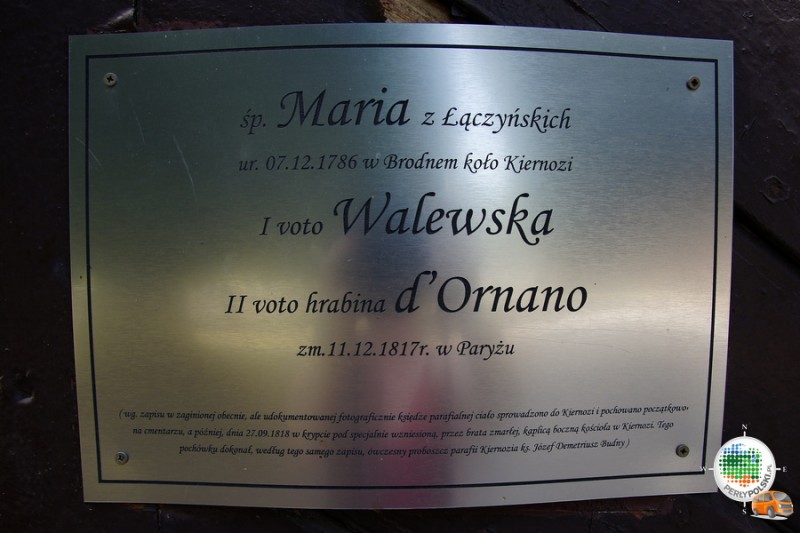 śp. Maria z Łączyńskich
ur. 07.12.1786 w Brodnem koło Kiernozi
I voto Walewska
II voto hrabina d'Ornano
zm.11.12.1817r. w Paryżu
( wg. zapisu w zaginionej obecnie, ale udokumentowanej fotograficznie księdze parafialnej ciało sprowadzono do Kiernozi i pochowano początkowo
na cmentarzu, a później, dnia 27.09.1818 w krypcie pod specjalnie wzniesioną, przez brata zmarłej, kaplicą boczną kościoła w Kiernozi. Tego
pochówku dokonał, według tego samego zapisu, ówczesny proboszcz parafii Kiernozia ks. Józef Demetriusz Budny )
N
W
E
PERŁYPOLSKI.PL
S